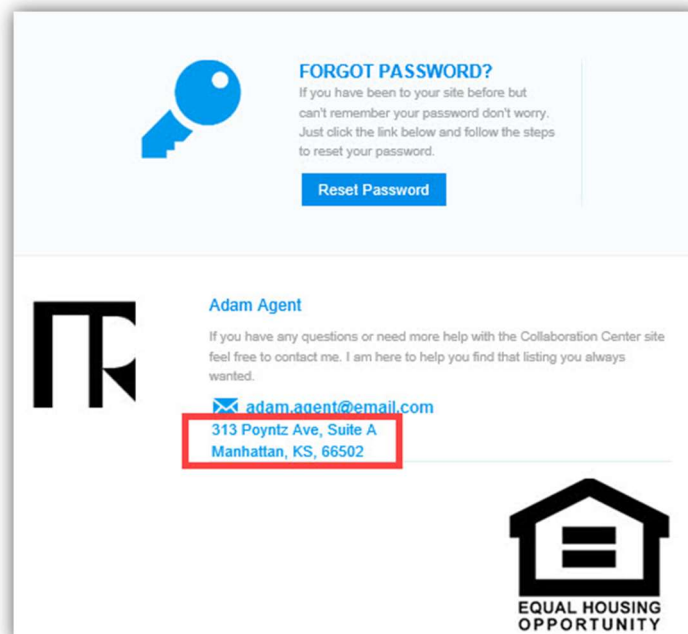 FORGOT PASSWORD?
If you have been to your site before but
can't remember your password don't worry.
Just click the link below and follow the steps
to reset your password.
Reset Password
Adam Agent
If you have any questions or need more help with the Collaboration Center site
feel free to contact me. I am here to help you find that listing you always
wanted.
adam.agent@email.com
313 Poyntz Ave, Suite A
Manhattan, KS, 66502
EQUAL HOUSING
OPPORTUNITY